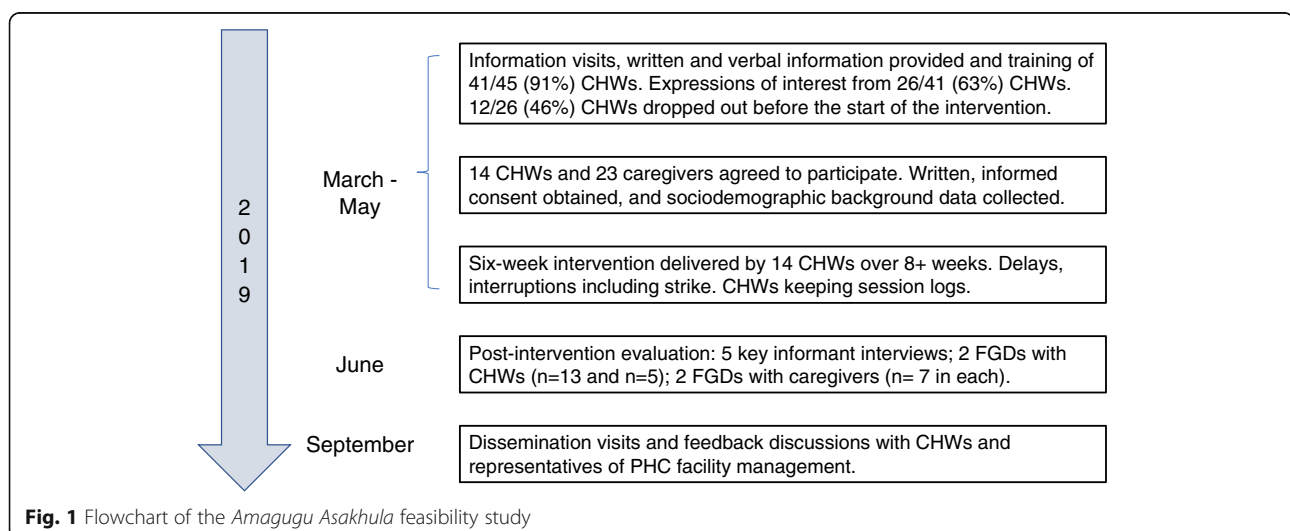 Information visits, written and verbal information provided and training of
41/45 (91%) CHWs. Expressions of interest from 26/41 (63%) CHWs.
12/26 (46%) CHWs dropped out before the start of the intervention.
2
0
1
9
March -
May
14 CHWs and 23 caregivers agreed to participate. Written, informed
consent obtained, and sociodemographic background data collected.
Six-week intervention delivered by 14 CHWs over 8+ weeks. Delays,
interruptions including strike. CHWs keeping session logs.
June
Post-intervention evaluation: 5 key informant interviews; 2 FGDs with
CHWs (n=13 and n=5); 2 FGDs with caregivers (n= 7 in each).
September
Dissemination visits and feedback discussions with CHWs and
representatives of PHC facility management.
Fig. 1 Flowchart of the Amagugu Asakhula feasibility study